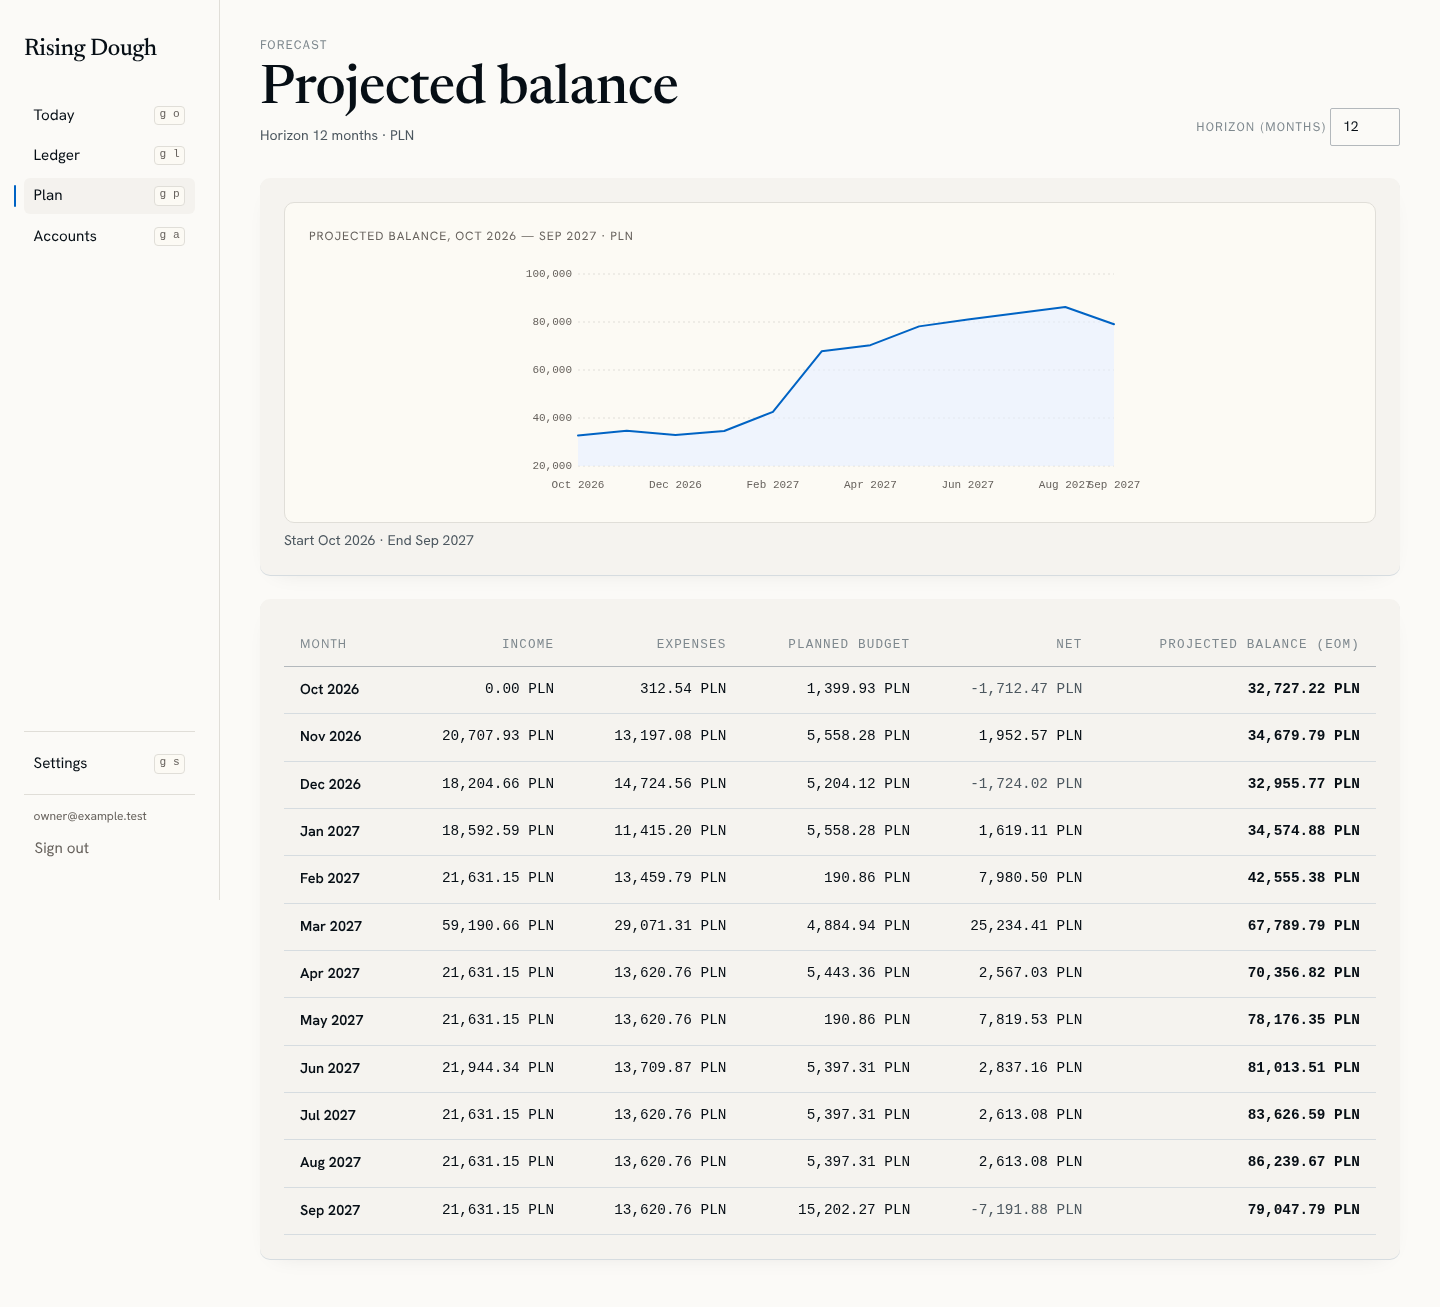 Rising Dough
Today g o
Ledger g l
Plan g p
Accounts g a
Settings g s
owner@example.test
Sign out
FORECAST
Projected balance
Horizon 12 months · PLN
HORIZON (MONTHS) 12
PROJECTED BALANCE, OCT 2026 — SEP 2027 · PLN
100,000
80,000
60,000
40,000
20,000
Oct 2026 Dec 2026 Feb 2027 Apr 2027 Jun 2027 Aug 2027 Sep 2027
Start Oct 2026 · End Sep 2027
MONTH INCOME EXPENSES PLANNED BUDGET NET PROJECTED BALANCE (EOM)
Oct 2026 0.00 PLN 312.54 PLN 1,399.93 PLN -1,712.47 PLN 32,727.22 PLN
Nov 2026 20,707.93 PLN 13,197.08 PLN 5,558.28 PLN 1,952.57 PLN 34,679.79 PLN
Dec 2026 18,204.66 PLN 14,724.56 PLN 5,204.12 PLN -1,724.02 PLN 32,955.77 PLN
Jan 2027 18,592.59 PLN 11,415.20 PLN 5,558.28 PLN 1,619.11 PLN 34,574.88 PLN
Feb 2027 21,631.15 PLN 13,459.79 PLN 190.86 PLN 7,980.50 PLN 42,555.38 PLN
Mar 2027 59,190.66 PLN 29,071.31 PLN 4,884.94 PLN 25,234.41 PLN 67,789.79 PLN
Apr 2027 21,631.15 PLN 13,620.76 PLN 5,443.36 PLN 2,567.03 PLN 70,356.82 PLN
May 2027 21,631.15 PLN 13,620.76 PLN 190.86 PLN 7,819.53 PLN 78,176.35 PLN
Jun 2027 21,944.34 PLN 13,709.87 PLN 5,397.31 PLN 2,837.16 PLN 81,013.51 PLN
Jul 2027 21,631.15 PLN 13,620.76 PLN 5,397.31 PLN 2,613.08 PLN 83,626.59 PLN
Aug 2027 21,631.15 PLN 13,620.76 PLN 5,397.31 PLN 2,613.08 PLN 86,239.67 PLN
Sep 2027 21,631.15 PLN 13,620.76 PLN 15,202.27 PLN -7,191.88 PLN 79,047.79 PLN